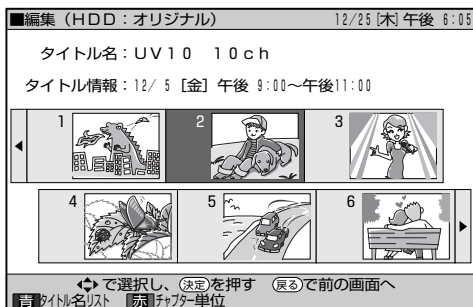 ■編集(HDD:オリジナル) 12/25[木]午後 6:05
タイトル名:UV10 10ch
タイトル情報:12/ 5 [金] 午後 9:00〜午後11:00
1 2 3
4 5 6
で選択し、決定を押す 戻るで前の画面へ
青 タイトル名リスト 赤 チャプター単位